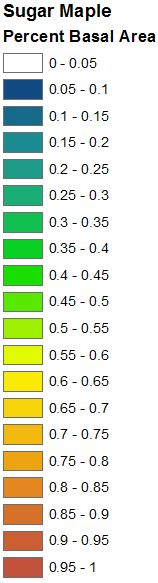 Sugar Maple
Percent Basal Area
0 - 0.05
0.05 - 0.1
0.1 - 0.15
0.15 - 0.2
0.2 - 0.25
0.25 - 0.3
0.3 - 0.35
0.35 - 0.4
0.4 - 0.45
0.45 - 0.5
0.5 - 0.55
0.55 - 0.6
0.6 - 0.65
0.65 - 0.7
0.7 - 0.75
0.75 - 0.8
0.8 - 0.85
0.85 - 0.9
0.9 - 0.95
0.95 - 1